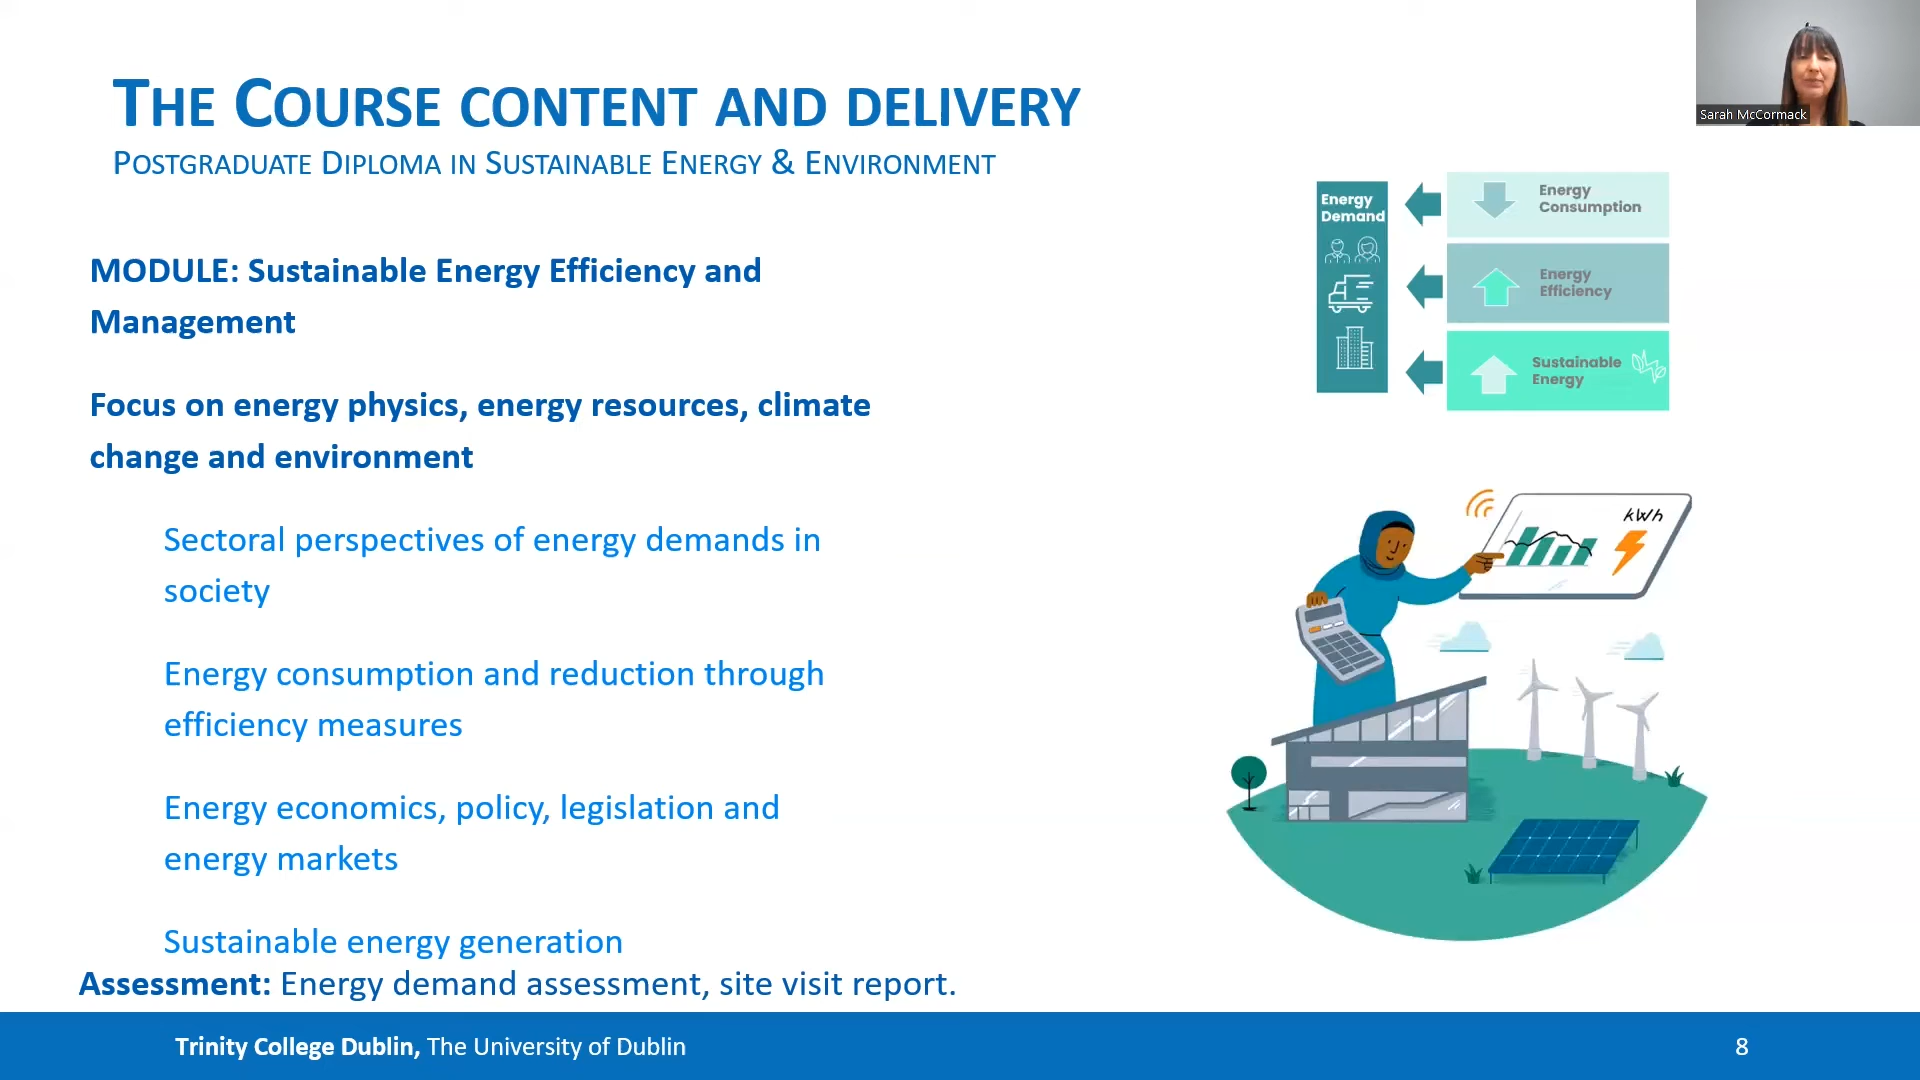 THE COURSE CONTENT AND DELIVERY
POSTGRADUATE DIPLOMA IN SUSTAINABLE ENERGY & ENVIRONMENT
Sarah McCormack
MODULE: Sustainable Energy Efficiency and
Management
Focus on energy physics, energy resources, climate
change and environment
Sectoral perspectives of energy demands in
society
Energy consumption and reduction through
efficiency measures
Energy economics, policy, legislation and
energy markets
Sustainable energy generation
Assessment: Energy demand assessment, site visit report.
Energy
Demand
Energy
Consumption
Energy
Efficiency
Sustainable
Energy
kWh
Trinity College Dublin, The University of Dublin
8